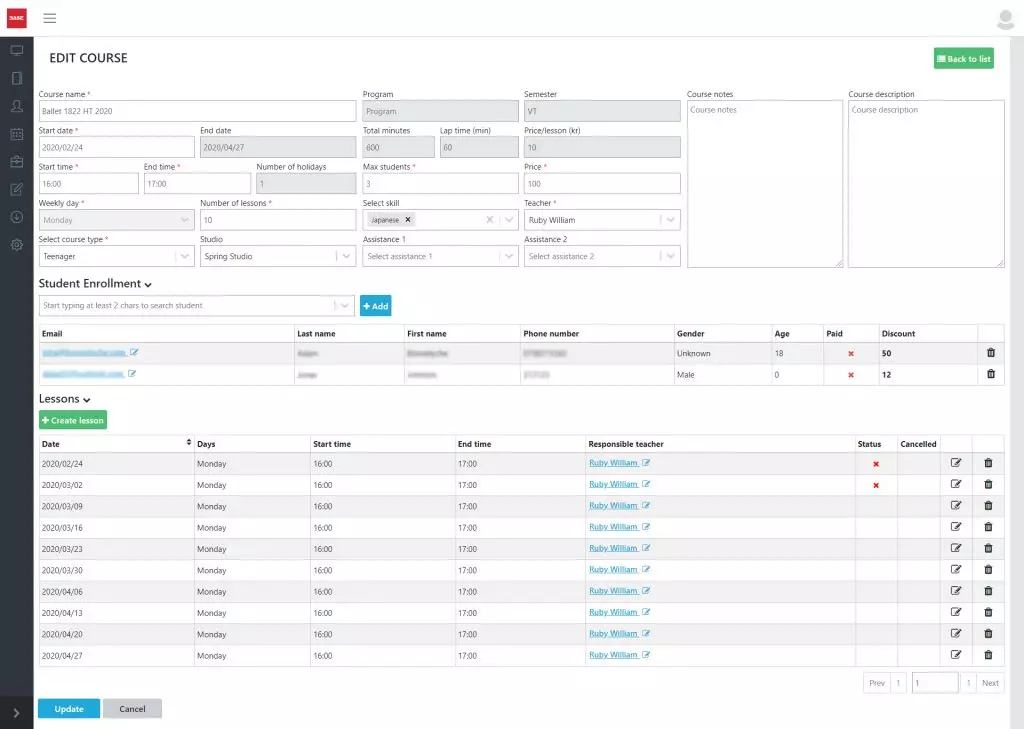 BASE
EDIT COURSE
Back to list
Course name *
Program
Semester
Course notes
Course description
Ballet 1822 HT 2020
Program
VT
Course notes
Course description
Start date *
End date
Total minutes
Lap time (min)
Price/lesson (kr)
2020/02/24
2020/04/27
600
60
10
Start time *
End time *
Number of holidays
Max students *
Price *
16:00
17:00
1
3
100
Weekly day *
Number of lessons *
Select skill
Teacher *
Monday
10
Japanese
Ruby William
Select course type *
Studio
Assistance 1
Assistance 2
Teenager
Spring Studio
Select assistance 1
Select assistance 2
Student Enrollment
Start typing at least 2 chars to search student
+ Add
Email Last name First name Phone number Gender Age Paid Discount
Unknown 18 50
Male 0 12
Lessons
+ Create lesson
Date Days Start time End time Responsible teacher Status Cancelled
2020/02/24 Monday 16:00 17:00 Ruby William
2020/03/02 Monday 16:00 17:00 Ruby William
2020/03/09 Monday 16:00 17:00 Ruby William
2020/03/16 Monday 16:00 17:00 Ruby William
2020/03/23 Monday 16:00 17:00 Ruby William
2020/03/30 Monday 16:00 17:00 Ruby William
2020/04/06 Monday 16:00 17:00 Ruby William
2020/04/13 Monday 16:00 17:00 Ruby William
2020/04/20 Monday 16:00 17:00 Ruby William
2020/04/27 Monday 16:00 17:00 Ruby William
Prev 1 1 1 Next
Update
Cancel